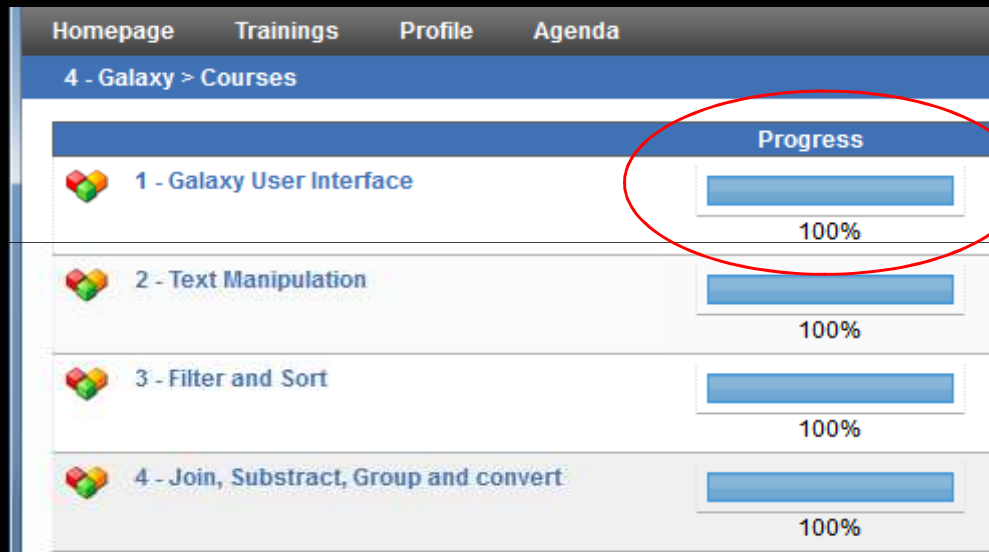 Homepage Trainings Profile Agenda
4 - Galaxy > Courses
Progress
1 - Galaxy User Interface
100%
2 - Text Manipulation
100%
3 - Filter and Sort
100%
4 - Join, Substract, Group and convert
100%